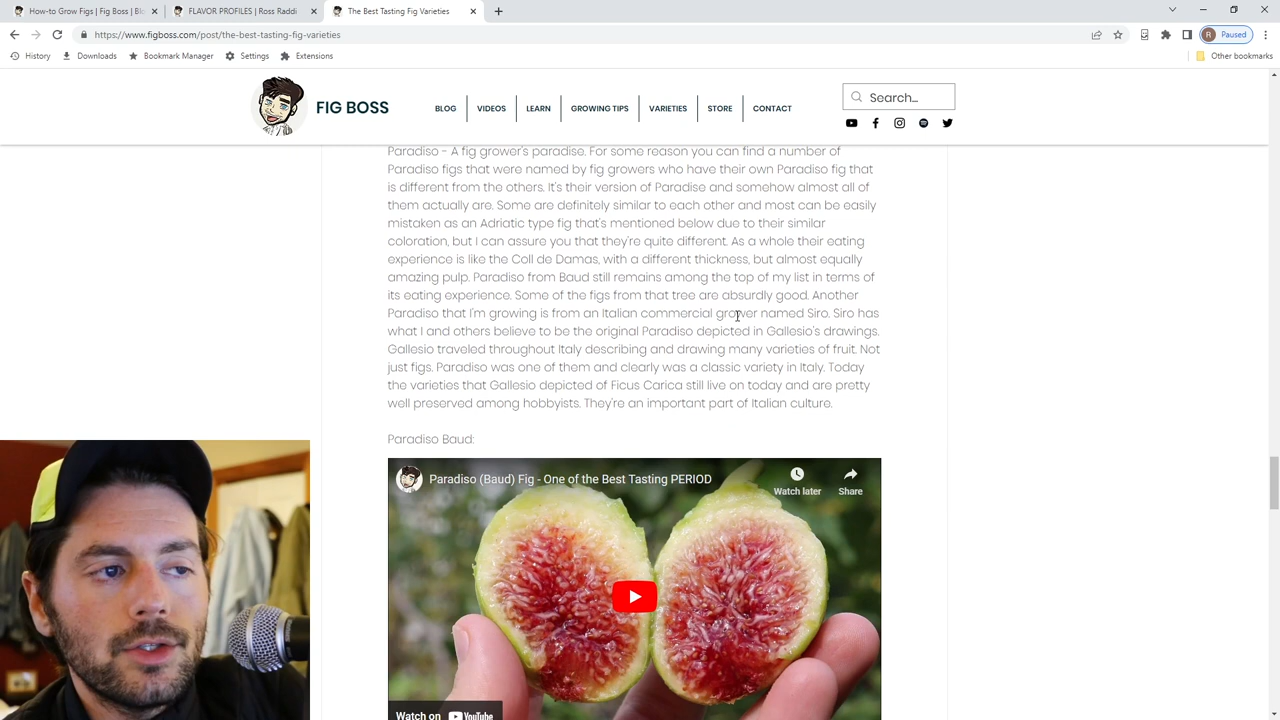 How-to Grow Figs | Fig Boss | Bl
FLAVOR PROFILES | Ross Raddi
The Best Tasting Fig Varieties
https://www.figboss.com/post/the-best-tasting-fig-varieties
R Paused
History
Downloads
Bookmark Manager
Settings
Extensions
Other bookmarks
FIG BOSS
BLOG
VIDEOS
LEARN
GROWING TIPS
VARIETIES
STORE
CONTACT
Search...
Paradiso - A fig grower's paradise. For some reason you can find a number of
Paradiso figs that were named by fig growers who have their own Paradiso fig that
is different from the others. It's their version of Paradise and somehow almost all of
them actually are. Some are definitely similar to each other and most can be easily
mistaken as an Adriatic type fig that's mentioned below due to their similar
coloration, but I can assure you that they're quite different. As a whole their eating
experience is like the Coll de Damas, with a different thickness, but almost equally
amazing pulp. Paradiso from Baud still remains among the top of my list in terms of
its eating experience. Some of the figs from that tree are absurdly good. Another
Paradiso that I'm growing is from an Italian commercial grower named Siro. Siro has
what I and others believe to be the original Paradiso depicted in Gallesio's drawings.
Gallesio traveled throughout Italy describing and drawing many varieties of fruit. Not
just figs. Paradiso was one of them and clearly was a classic variety in Italy. Today
the varieties that Gallesio depicted of Ficus Carica still live on today and are pretty
well preserved among hobbyists. They're an important part of Italian culture.
Paradiso Baud:
Paradiso (Baud) Fig - One of the Best Tasting PERIOD
Watch later
Share
Watch on YouTube